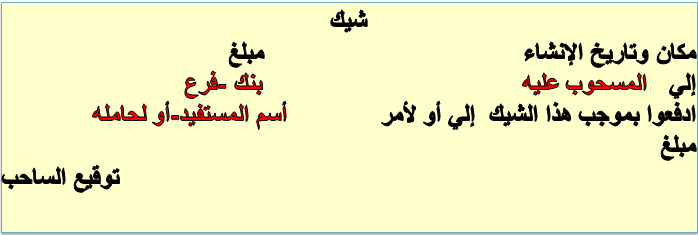 شيك
مكان وتاريخ الإنشاء مبلغ
إلي المسحوب عليه بنك -فرع
ادفعوا بموجب هذا الشيك إلي أو لأمر أسم المستفيد-أو لحامله
مبلغ
توقيع الساحب